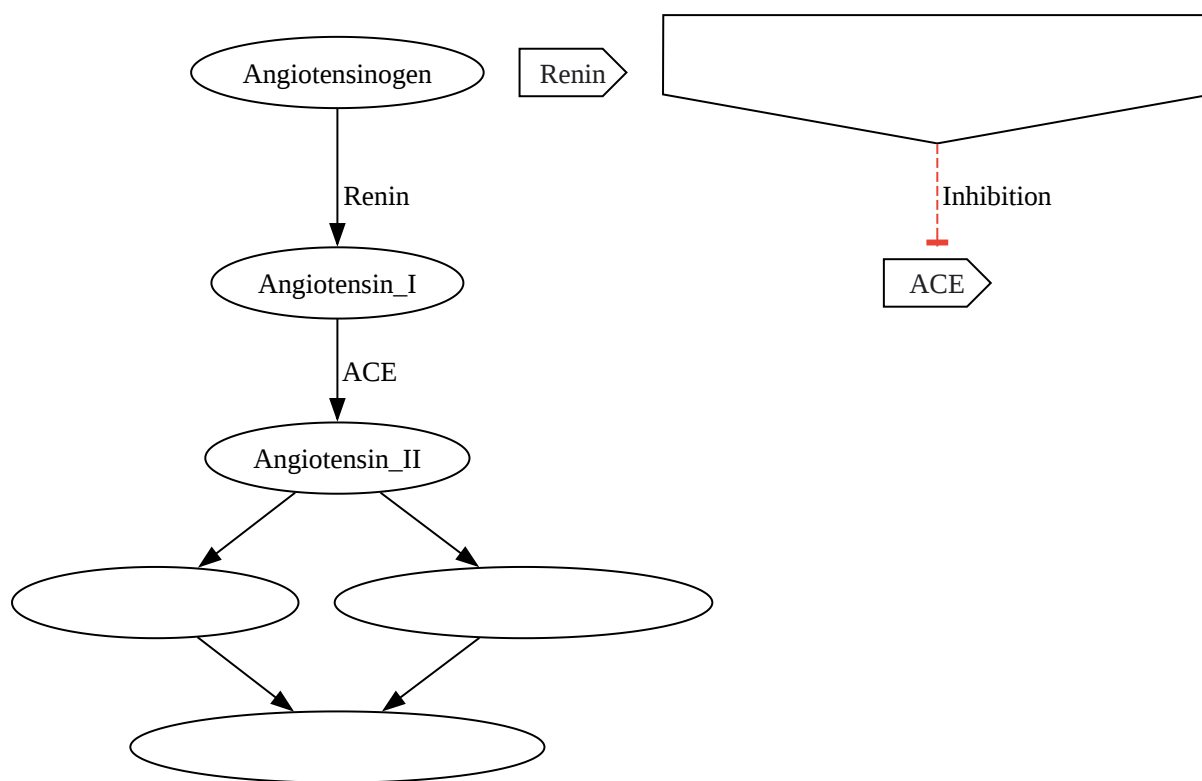 Angiotensinogen
Renin
Renin
Inhibition
Angiotensin_I
ACE
ACE
Angiotensin_II